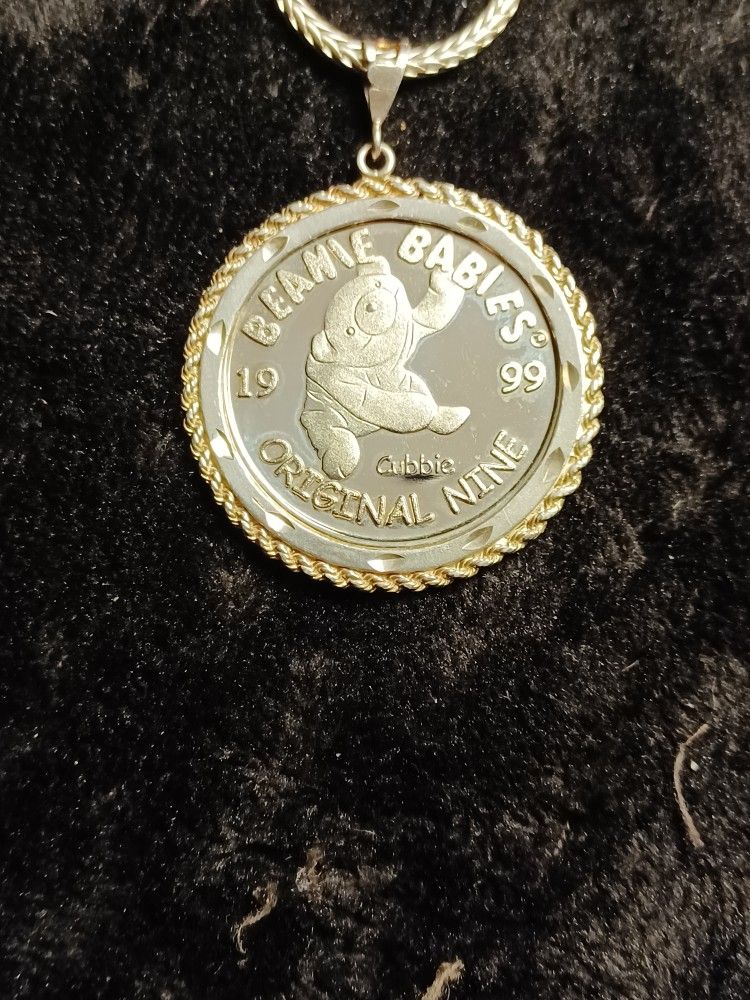 BEANIE BABIES©
19 99
Cubbie
ORIGINAL NINE